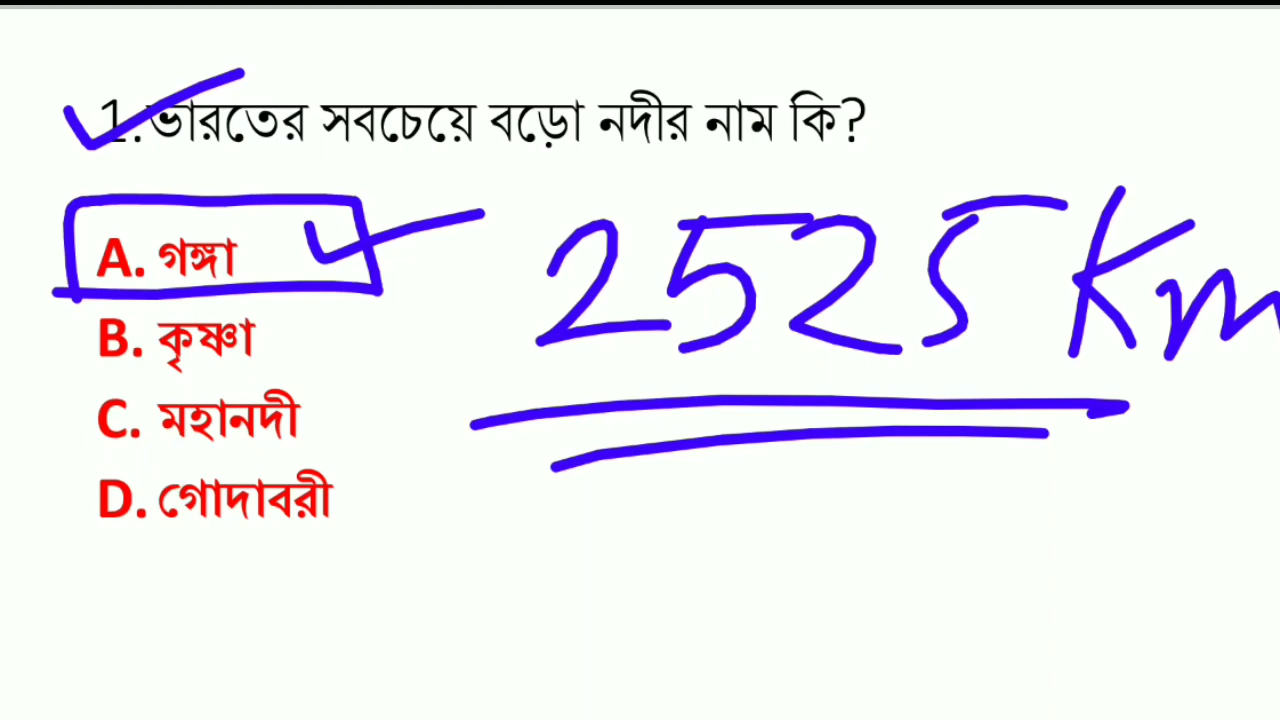 1.ভারতের সবচেয়ে বড়ো নদীর নাম কি?
A. গঙ্গা
2525 Km
B. কৃষ্ণা
C. মহানদী
D. গোদাবরী